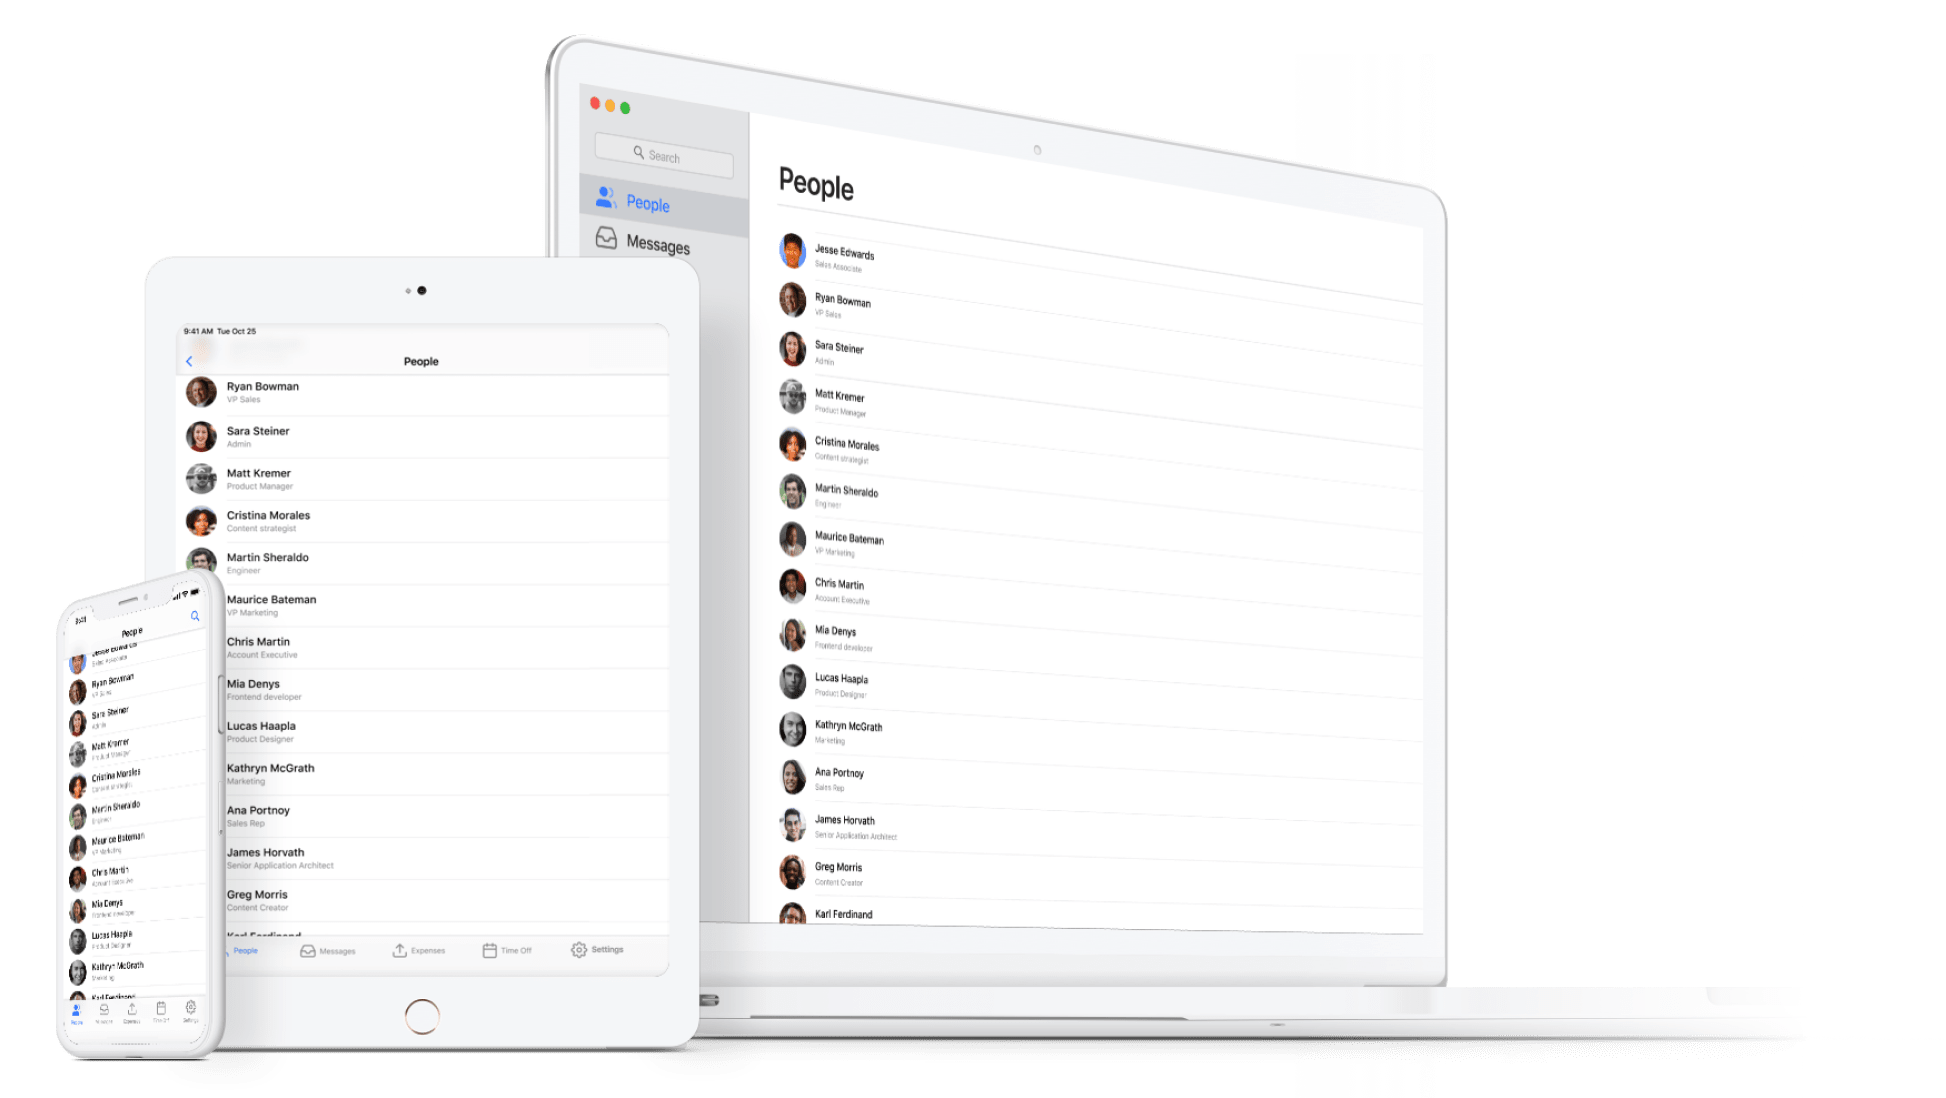 Search
People
Messages
People
Jesse Edwards
Sales Associate
Ryan Bowman
VP Sales
Sara Steiner
Admin
Matt Kremer
Product Manager
Cristina Morales
Content strategist
Martin Sheraldo
Engineer
Maurice Bateman
VP Marketing
Chris Martin
Account Executive
Mia Denys
Frontend developer
Lucas Haapla
Product Designer
Kathryn McGrath
Marketing
Ana Portnoy
Sales Rep
James Horvath
Senior Application Architect
Greg Morris
Content Creator
Karl Ferdinand
9:41 AM Tue Oct 25
People
Ryan Bowman
VP Sales
Sara Steiner
Admin
Matt Kremer
Product Manager
Cristina Morales
Content strategist
Martin Sheraldo
Engineer
Maurice Bateman
VP Marketing
Chris Martin
Account Executive
Mia Denys
Frontend developer
Lucas Haapla
Product Designer
Kathryn McGrath
Marketing
Ana Portnoy
Sales Rep
James Horvath
Senior Application Architect
Greg Morris
Content Creator
Karl Ferdinand
People Messages Expenses Time Off Settings
9:41
People
Jesse Edwards
Sales Associate
Ryan Bowman
VP Sales
Sara Steiner
Admin
Matt Kremer
Product Manager
Cristina Morales
Content strategist
Martin Sheraldo
Engineer
Maurice Bateman
VP Marketing
Chris Martin
Account Executive
Mia Denys
Frontend developer
Lucas Haapla
Product Designer
Kathryn McGrath
Marketing
Karl Ferdinand
People Messages Expenses Time Off Settings